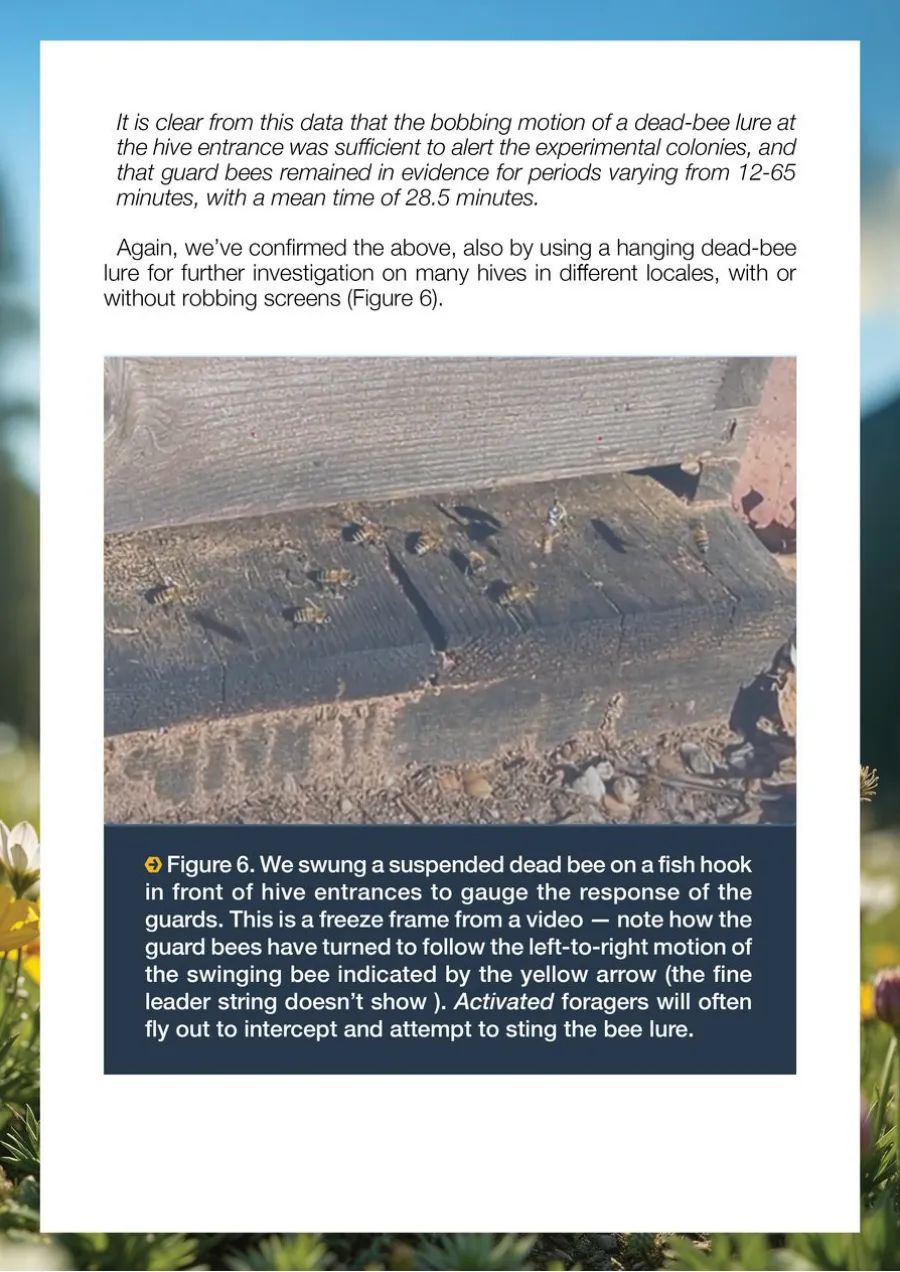 It is clear from this data that the bobbing motion of a dead-bee lure at
the hive entrance was sufficient to alert the experimental colonies, and
that guard bees remained in evidence for periods varying from 12-65
minutes, with a mean time of 28.5 minutes.
Again, we’ve confirmed the above, also by using a hanging dead-bee
lure for further investigation on many hives in different locales, with or
without robbing screens (Figure 6).
Figure 6. We swung a suspended dead bee on a fish hook
in front of hive entrances to gauge the response of the
guards. This is a freeze frame from a video — note how the
guard bees have turned to follow the left-to-right motion of
the swinging bee indicated by the yellow arrow (the fine
leader string doesn’t show ). Activated foragers will often
fly out to intercept and attempt to sting the bee lure.